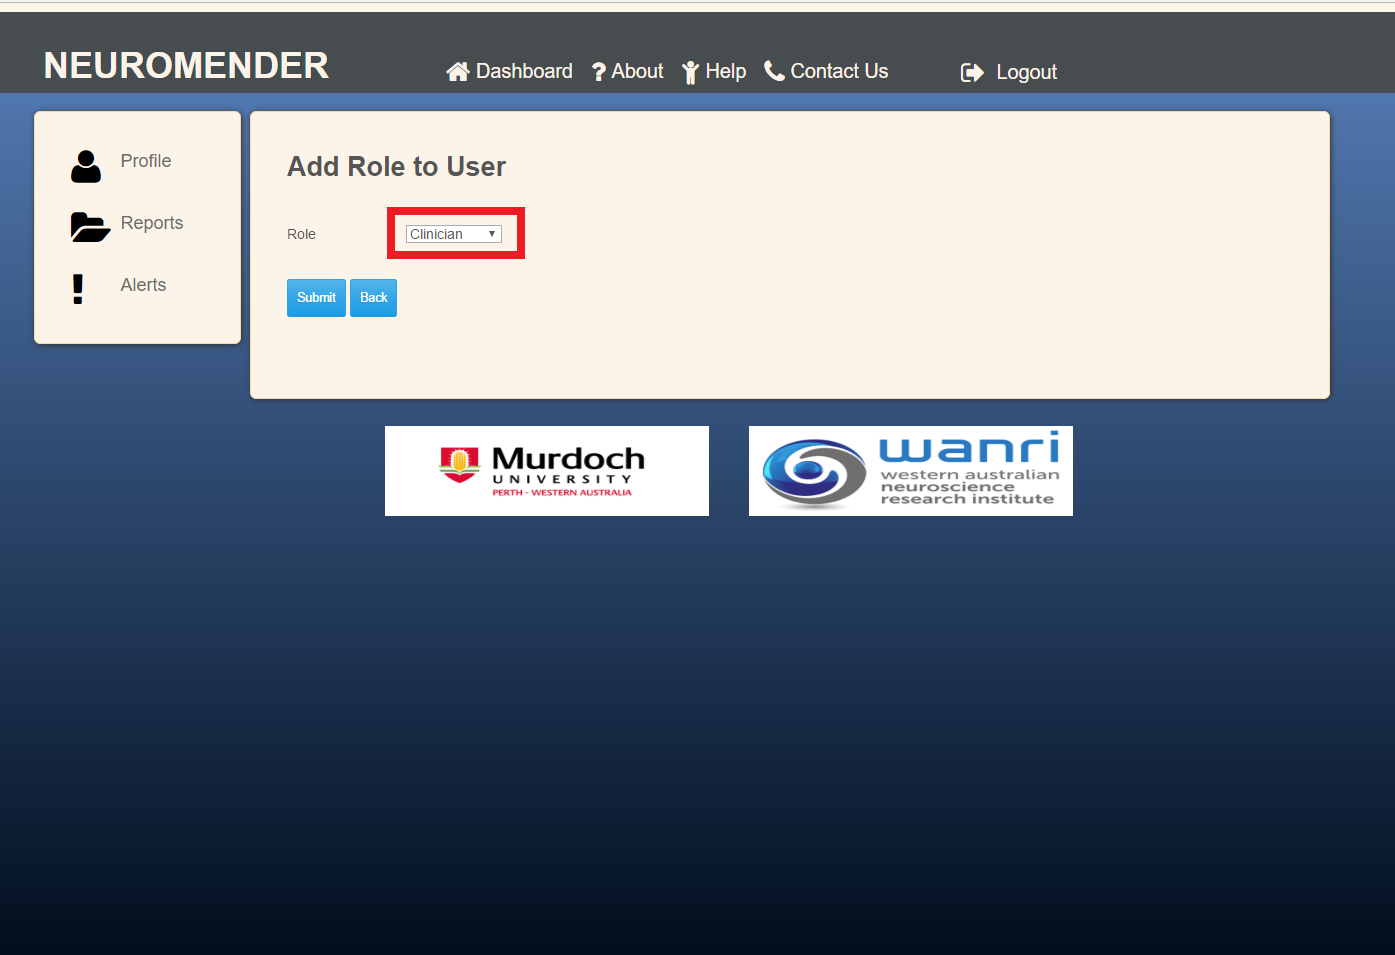 NEUROMENDER
Dashboard
About
Help
Contact Us
Logout
Profile
Reports
Alerts
Add Role to User
Role
Clinician
Submit
Back
Murdoch
UNIVERSITY
PERTH - WESTERN AUSTRALIA
wanri
western australian
neuroscience
research institute